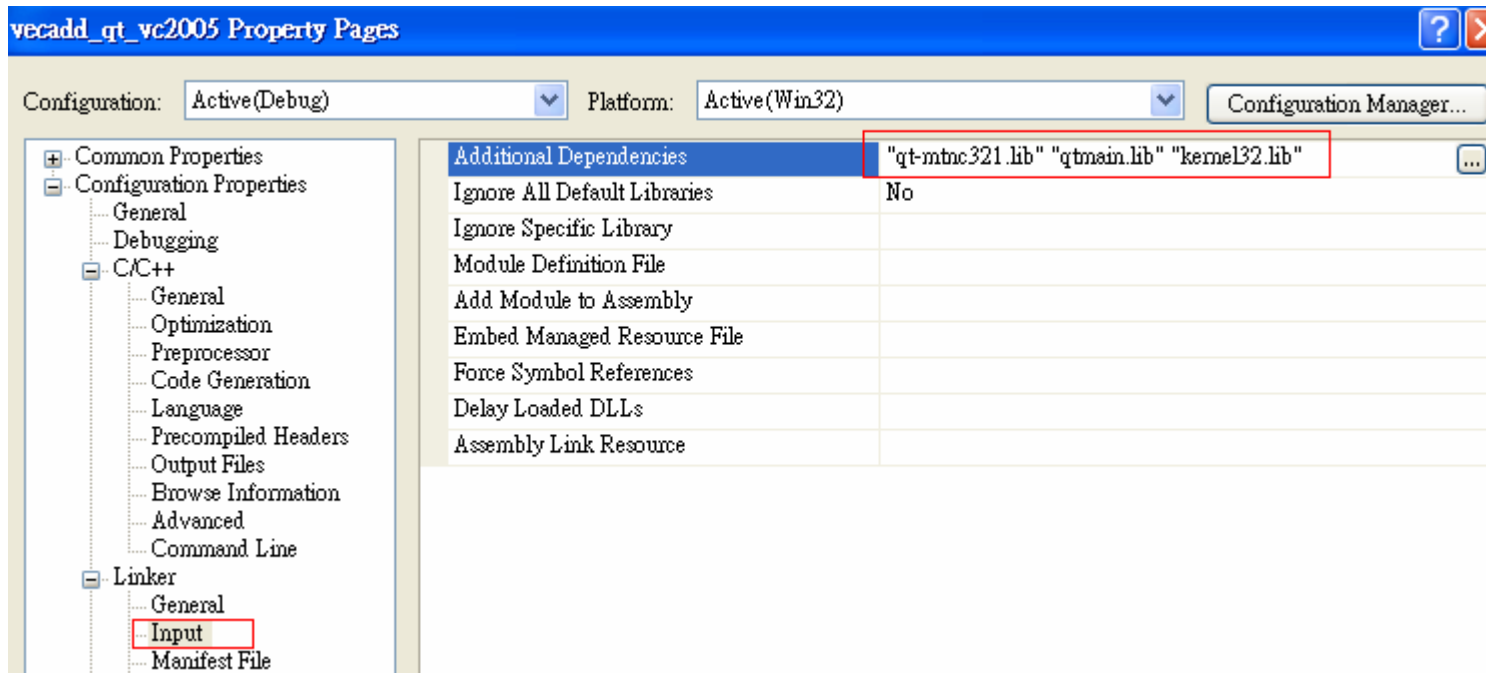 vecadd_qt_vc2005 Property Pages
Configuration: Active(Debug) Platform: Active(Win32) Configuration Manager...
Common Properties
Configuration Properties
General
Debugging
C/C++
General
Optimization
Preprocessor
Code Generation
Language
Precompiled Headers
Output Files
Browse Information
Advanced
Command Line
Linker
General
Input
Manifest File
Additional Dependencies "qt-mtnc321.lib" "qtmain.lib" "kernel32.lib" ...
Ignore All Default Libraries No
Ignore Specific Library
Module Definition File
Add Module to Assembly
Embed Managed Resource File
Force Symbol References
Delay Loaded DLLs
Assembly Link Resource